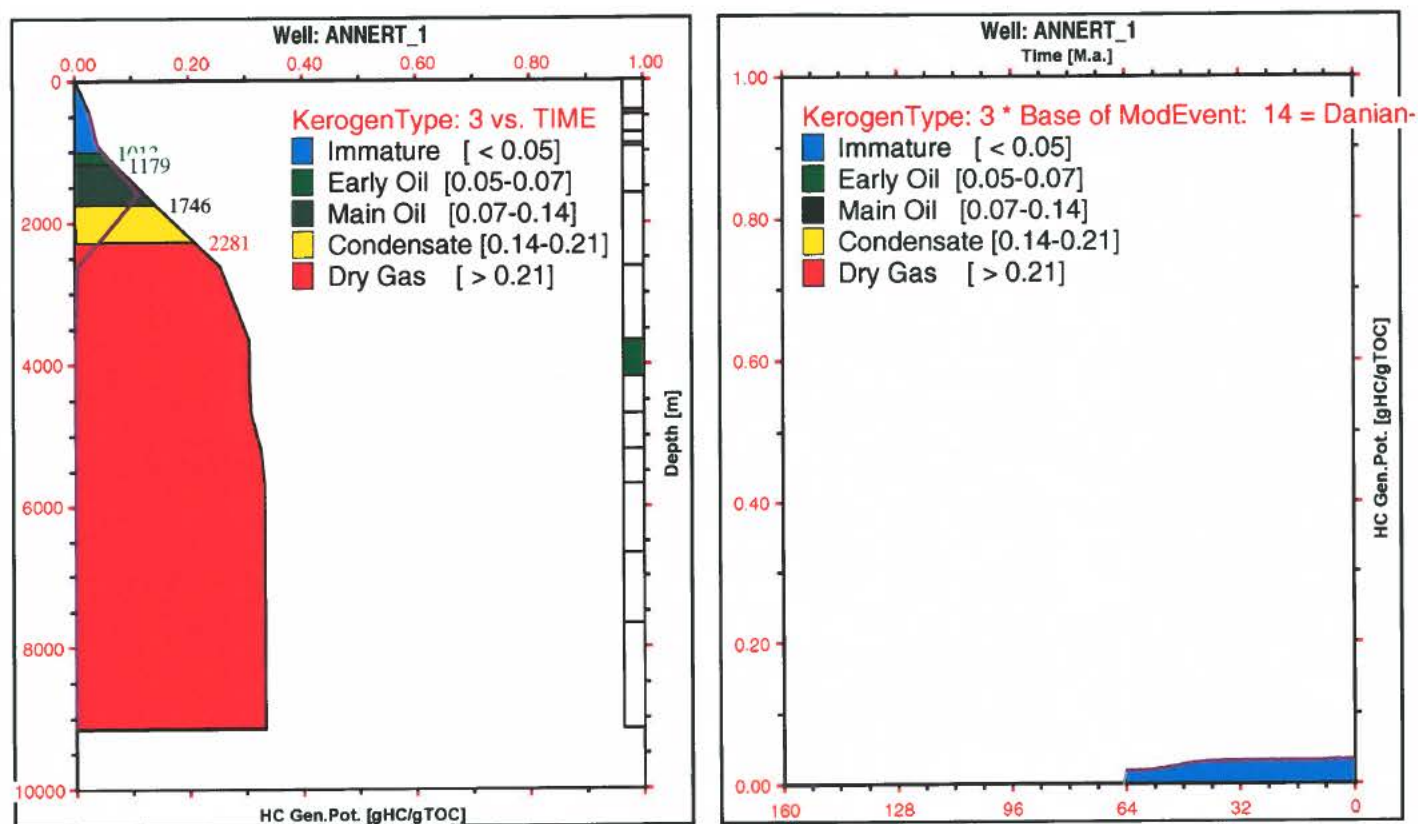 Well: ANNERT_1
0.00 0.20 0.40 0.60 0.80 1.00
0
2000
4000
6000
8000
10000
KerogenType: 3 vs. TIME
Immature [ < 0.05]
Early Oil [0.05-0.07]
Main Oil [0.07-0.14]
Condensate [0.14-0.21]
Dry Gas [ > 0.21]
1179
1746
2281
Depth [m]
HC Gen.Pot. [gHC/gTOC]
Well: ANNERT_1
Time [M.a.]
1.00
0.80
0.60
0.40
0.20
0.00
KerogenType: 3 * Base of ModEvent: 14 = Danian-
Immature [ < 0.05]
Early Oil [0.05-0.07]
Main Oil [0.07-0.14]
Condensate [0.14-0.21]
Dry Gas [ > 0.21]
HC Gen.Pot. [gHC/gTOC]
160 128 96 64 32 0